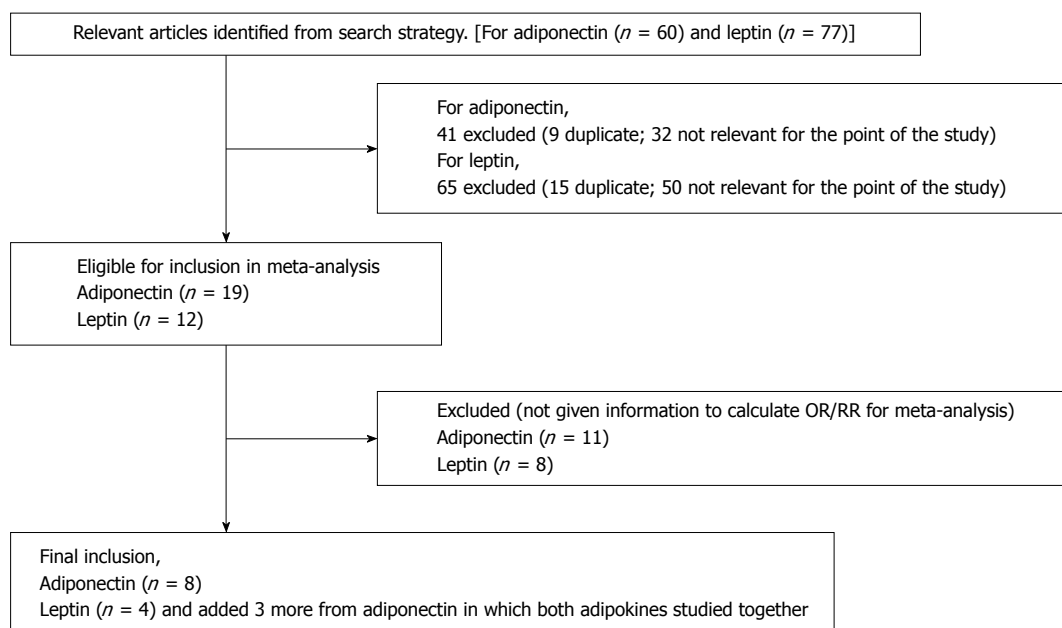 Relevant articles identified from search strategy. [For adiponectin (n = 60) and leptin (n = 77)]
For adiponectin,
41 excluded (9 duplicate; 32 not relevant for the point of the study)
For leptin,
65 excluded (15 duplicate; 50 not relevant for the point of the study)
Eligible for inclusion in meta-analysis
Adiponectin (n = 19)
Leptin (n = 12)
Excluded (not given information to calculate OR/RR for meta-analysis)
Adiponectin (n = 11)
Leptin (n = 8)
Final inclusion,
Adiponectin (n = 8)
Leptin (n = 4) and added 3 more from adiponectin in which both adipokines studied together